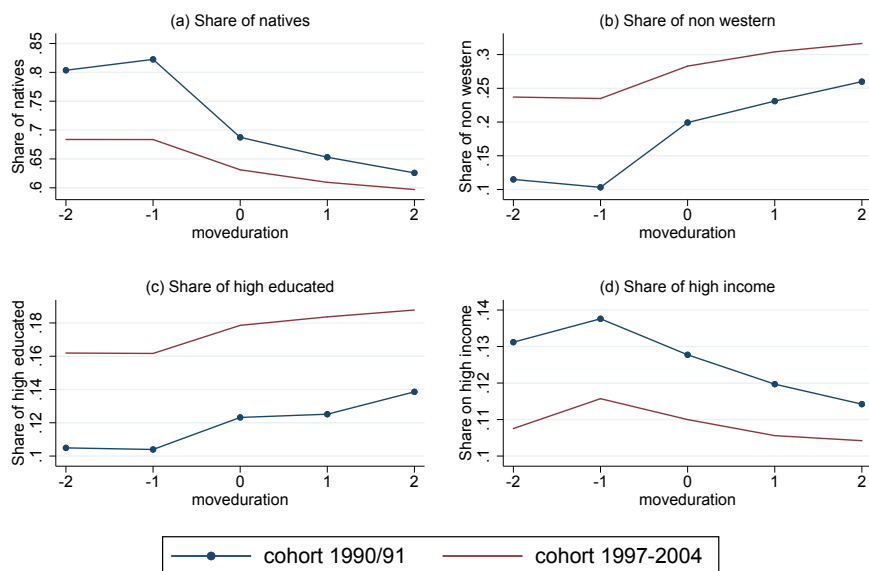 (a) Share of natives
Share of natives
.85
.8
.75
.7
.65
.6
-2 -1 0 1 2
moveduration
(b) Share of non western
Share of non western
.3
.25
.2
.15
.1
-2 -1 0 1 2
moveduration
(c) Share of high educated
Share of high educated
.18
.16
.14
.12
.1
-2 -1 0 1 2
moveduration
(d) Share of high income
Share on high income
.14
.13
.12
.11
.1
-2 -1 0 1 2
moveduration
cohort 1990/91 cohort 1997-2004